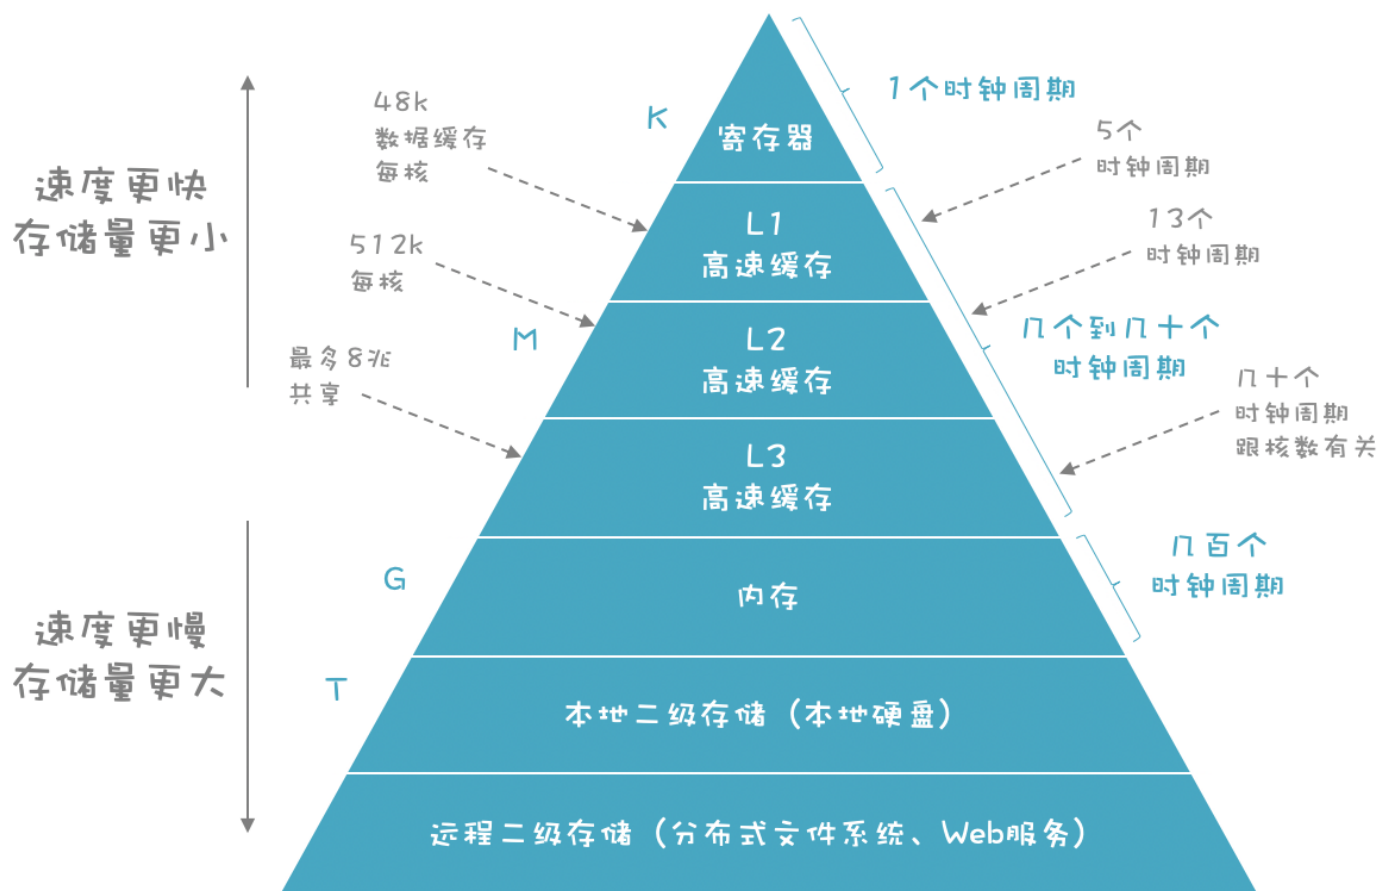 1个时钟周期
48k
数据缓存
每核
K
寄存器
5个
时钟周期
速度更快
存储量更小
L1
高速缓存
13个
时钟周期
512k
每核
M
L2
高速缓存
几个到几十个
时钟周期
最多8兆
共享
几十个
时钟周期
跟核数有关
L3
高速缓存
G
内存
几百个
时钟周期
速度更慢
存储量更大
T
本地二级存储（本地硬盘）
远程二级存储（分布式文件系统、Web服务）